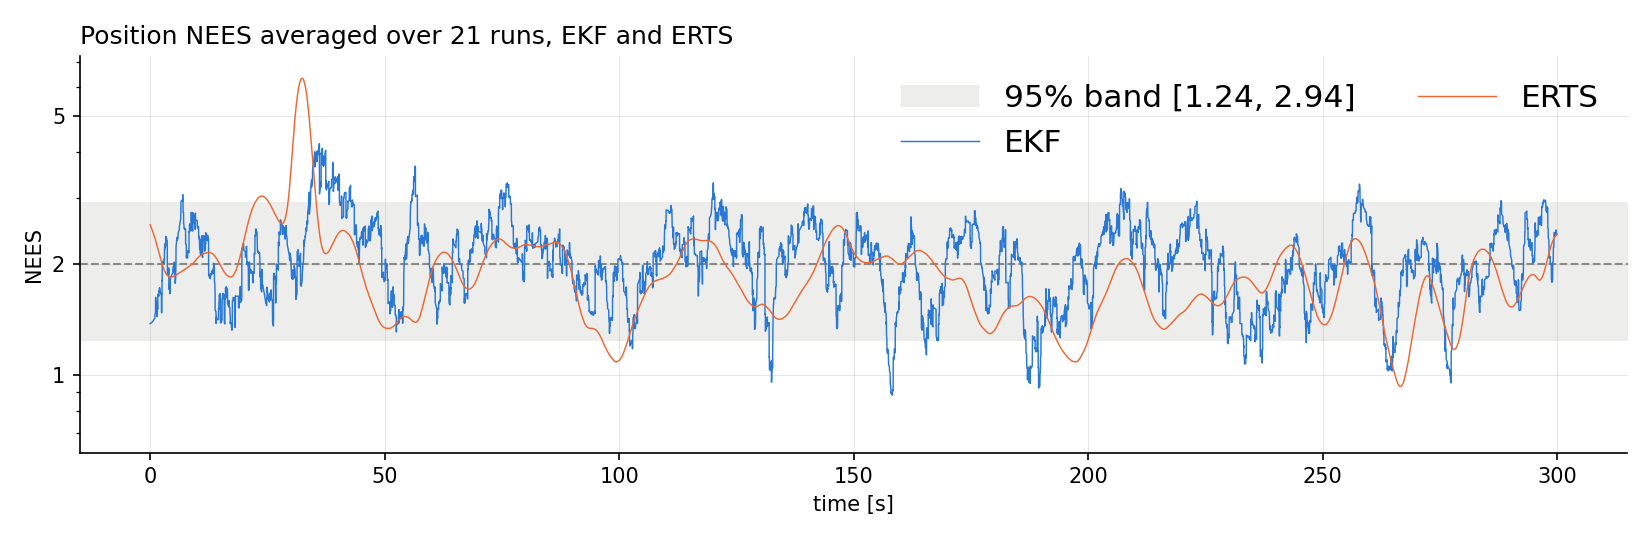 Position NEES averaged over 21 runs, EKF and ERTS
95% band [1.24, 2.94]
EKF
ERTS
NEES
5
2
1
0
50
100
150
200
250
300
time [s]